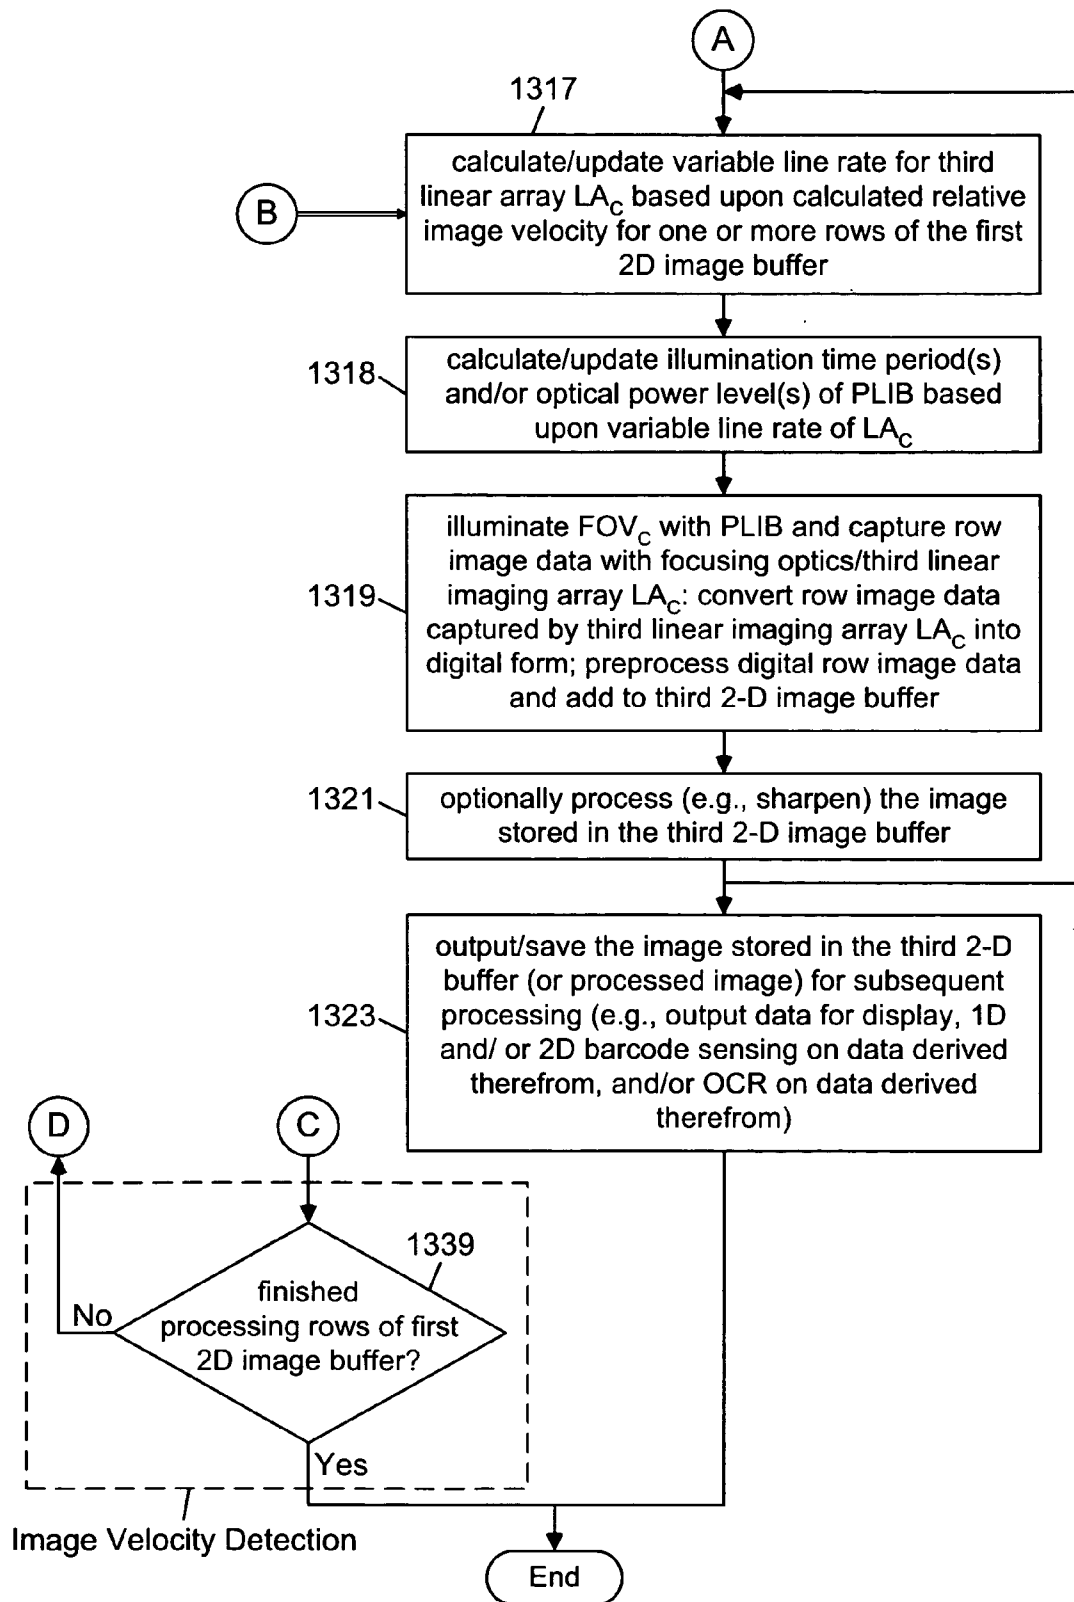 A
1317
calculate/update variable line rate for third
linear array LAC based upon calculated relative
image velocity for one or more rows of the first
2D image buffer
B
1318
calculate/update illumination time period(s)
and/or optical power level(s) of PLIB based
upon variable line rate of LAC
1319
illuminate FOVC with PLIB and capture row
image data with focusing optics/third linear
imaging array LAC: convert row image data
captured by third linear imaging array LAC into
digital form; preprocess digital row image data
and add to third 2-D image buffer
1321
optionally process (e.g., sharpen) the image
stored in the third 2-D image buffer
1323
output/save the image stored in the third 2-D
buffer (or processed image) for subsequent
processing (e.g., output data for display, 1D
and/ or 2D barcode sensing on data derived
therefrom, and/or OCR on data derived
therefrom)
D
C
1339
finished
processing rows of first
2D image buffer?
No
Yes
Image Velocity Detection
End